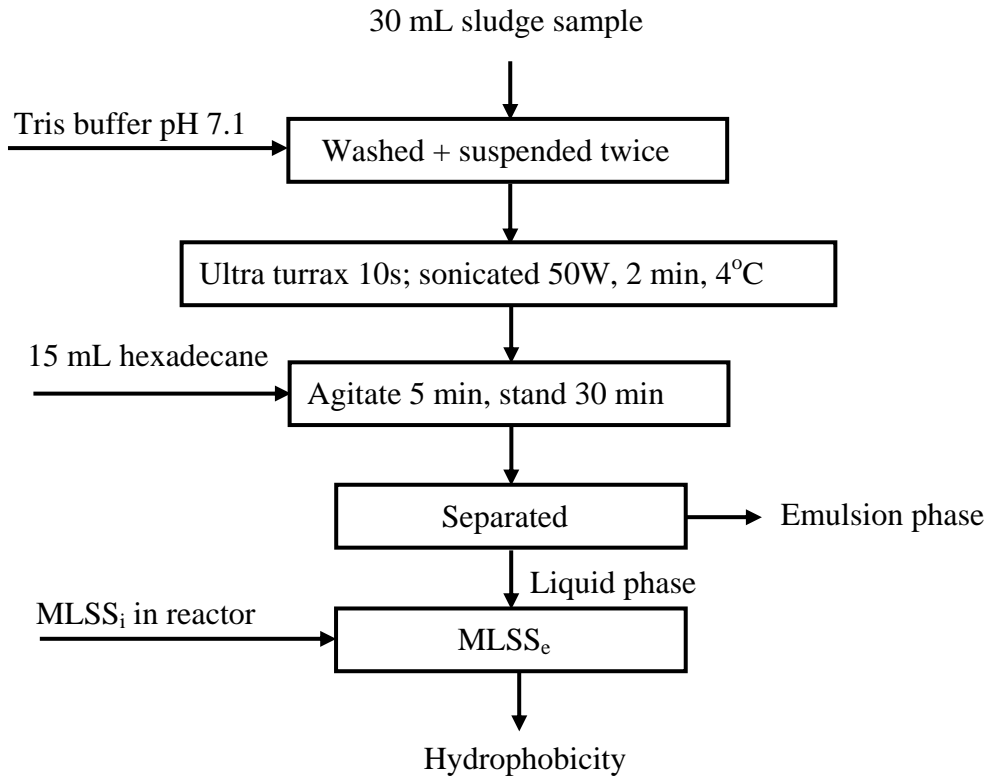 30 mL sludge sample
Tris buffer pH 7.1
Washed + suspended twice
Ultra turrax 10s; sonicated 50W, 2 min, 4°C
15 mL hexadecane
Agitate 5 min, stand 30 min
Separated
Emulsion phase
Liquid phase
MLSSᵢ in reactor
MLSSₑ
Hydrophobicity